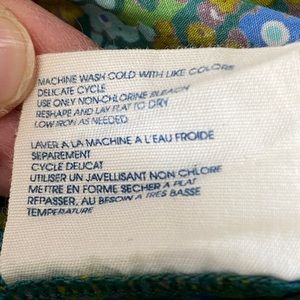 MACHINE WASH COLD WITH LIKE COLORS
DELICATE CYCLE
USE ONLY NON-CHLORINE BLEACH
RESHAPE AND LAY FLAT TO DRY
LOW IRON AS NEEDED
LAVER A LA MACHINE A L'EAU FROIDE
SEPAREMENT
CYCLE DELICAT
UTILISER UN JAVELLISANT NON CHLORE
METTRE EN FORME SECHER A PLAT
REPASSER, AU BESOIN A TRES BASSE
TEMPERATURE